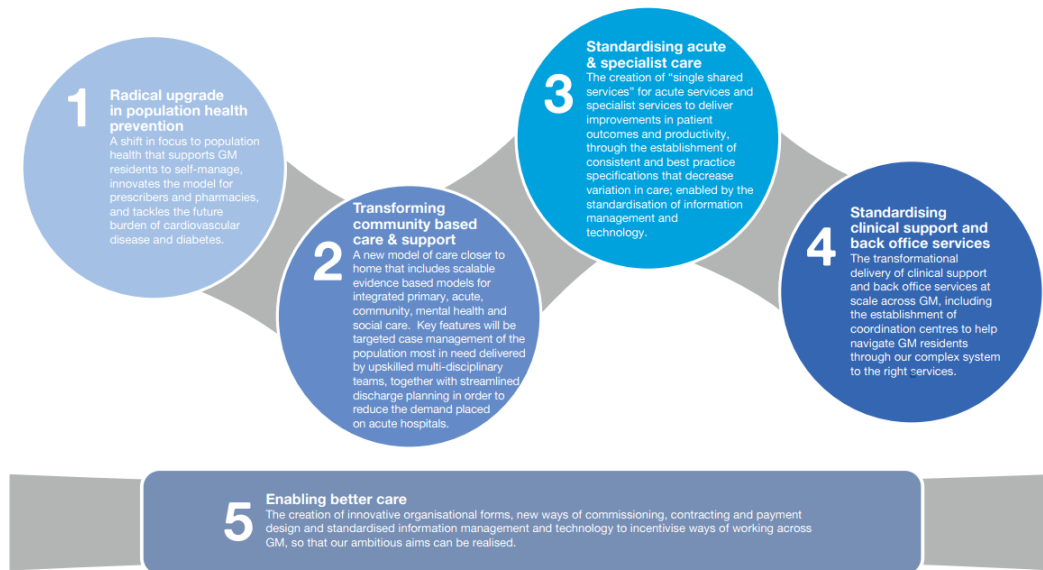 1
Radical upgrade
in population health
prevention
A shift in focus to population
health that supports GM
residents to self-manage,
innovates the model for
prescribers and pharmacies,
and tackles the future
burden of cardiovascular
disease and diabetes.
2
Transforming
community based
care & support
A new model of care closer to
home that includes scalable
evidence based models for
integrated primary, acute,
community, mental health and
social care. Key features will be
targeted case management of the
population most in need delivered
by upskilled multi-disciplinary
teams, together with streamlined
discharge planning in order to
reduce the demand placed
on acute hospitals.
3
Standardising acute
& specialist care
The creation of “single shared
services” for acute services and
specialist services to deliver
improvements in patient
outcomes and productivity,
through the establishment of
consistent and best practice
specifications that decrease
variation in care; enabled by the
standardisation of information
management and
technology.
4
Standardising
clinical support and
back office services
The transformational
delivery of clinical support
and back office services at
scale across GM, including
the establishment of
coordination centres to help
navigate GM residents
through our complex system
to the right services.
5
Enabling better care
The creation of innovative organisational forms, new ways of commissioning, contracting and payment
design and standardised information management and technology to incentivise ways of working across
GM, so that our ambitious aims can be realised.